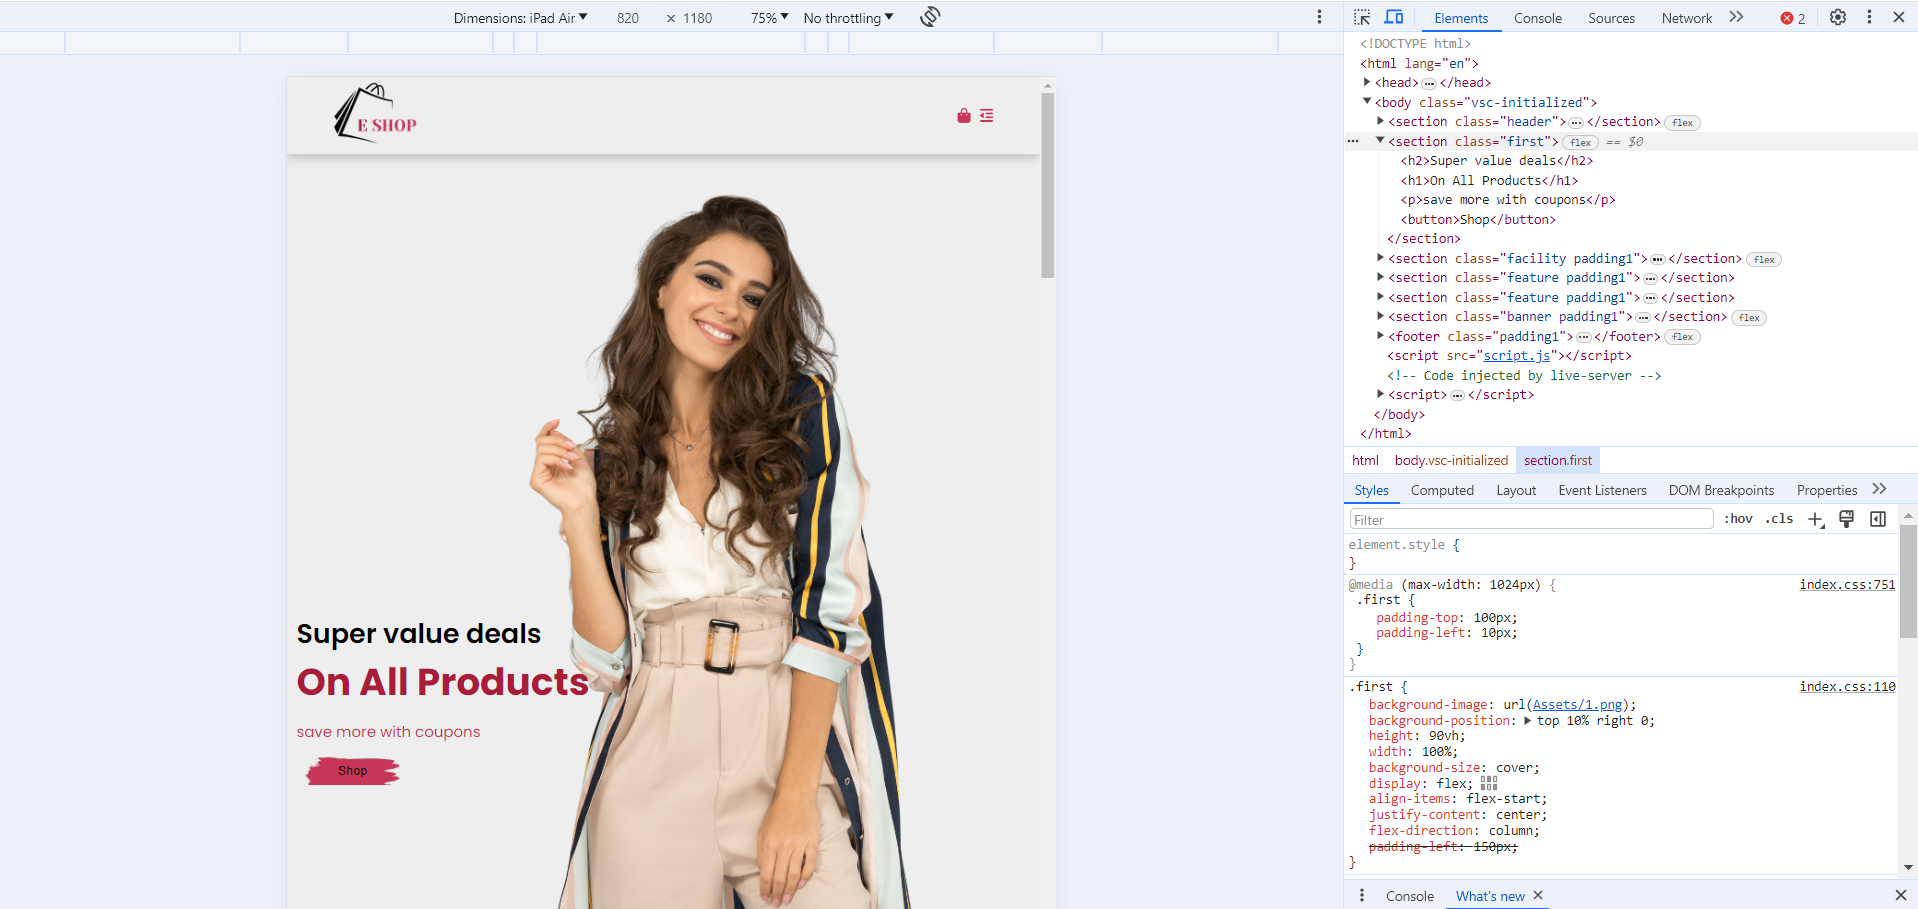 Dimensions: iPad Air 820 × 1180 75% No throttling
Elements Console Sources Network 2
E SHOP
Super value deals
On All Products
save more with coupons
Shop
<!DOCTYPE html>
<html lang="en">
<head> </head>
<body class="vsc-initialized">
<section class="header"> </section> flex
<section class="first"> flex == $0
<h2>Super value deals</h2>
<h1>On All Products</h1>
<p>save more with coupons</p>
<button>Shop</button>
</section>
<section class="facility padding1"> </section> flex
<section class="feature padding1"> </section>
<section class="feature padding1"> </section>
<section class="banner padding1"> </section> flex
<footer class="padding1"> </footer> flex
<script src="script.js"></script>
<!-- Code injected by live-server -->
<script> </script>
</body>
</html>
html body.vsc-initialized section.first
Styles Computed Layout Event Listeners DOM Breakpoints Properties
Filter :hov .cls
element.style {
}
@media (max-width: 1024px) { index.css:751
.first {
padding-top: 100px;
padding-left: 10px;
}
}
.first { index.css:110
background-image: url(Assets/1.png);
background-position: top 10% right 0;
height: 90vh;
width: 100%;
background-size: cover;
display: flex;
align-items: flex-start;
justify-content: center;
flex-direction: column;
padding-left: 150px;
}
Console What's new